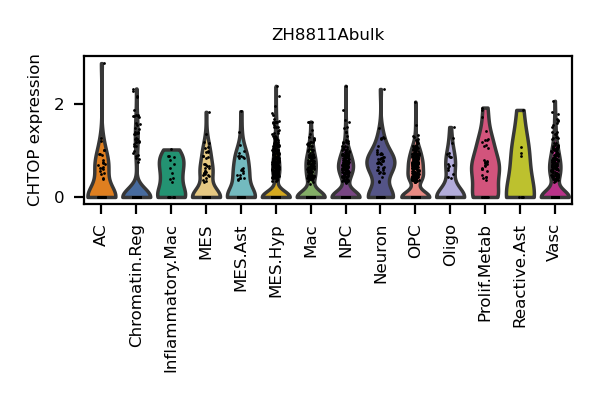 ZH8811Abulk
CHTOP expression
2
0
AC
Chromatin.Reg
Inflammatory.Mac
MES
MES.Ast
MES.Hyp
Mac
NPC
Neuron
OPC
Oligo
Prolif.Metab
Reactive.Ast
Vasc